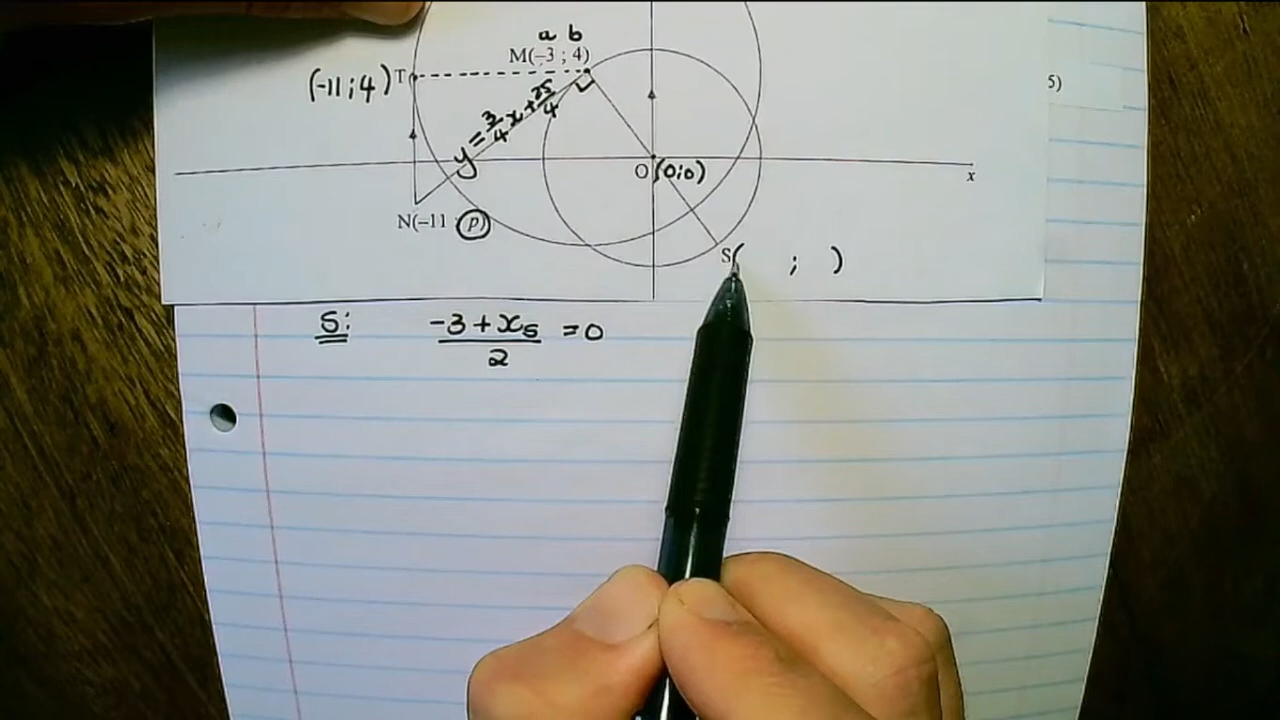 a b
M(–3 ; 4)
(-11;4) T
5)
y = 3/4 x + 25/4
O (0;0)
x
N(–11 ; p)
S( ; )
S: (-3 + x_S)/2 = 0